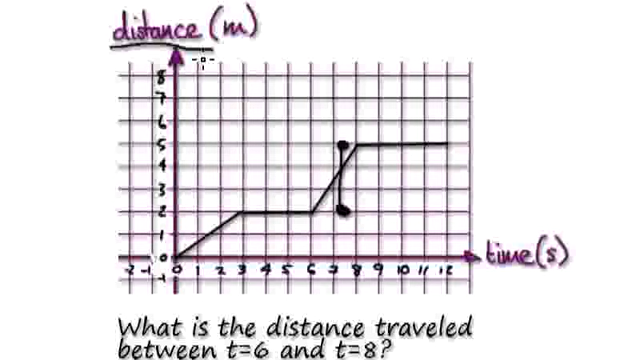 distance (m)
8
7
6
5
4
3
2
1
0
-1
-2 -1 0 1 2 3 4 5 6 7 8 9 10 11 12
time(s)
What is the distance traveled
between t=6 and t=8?